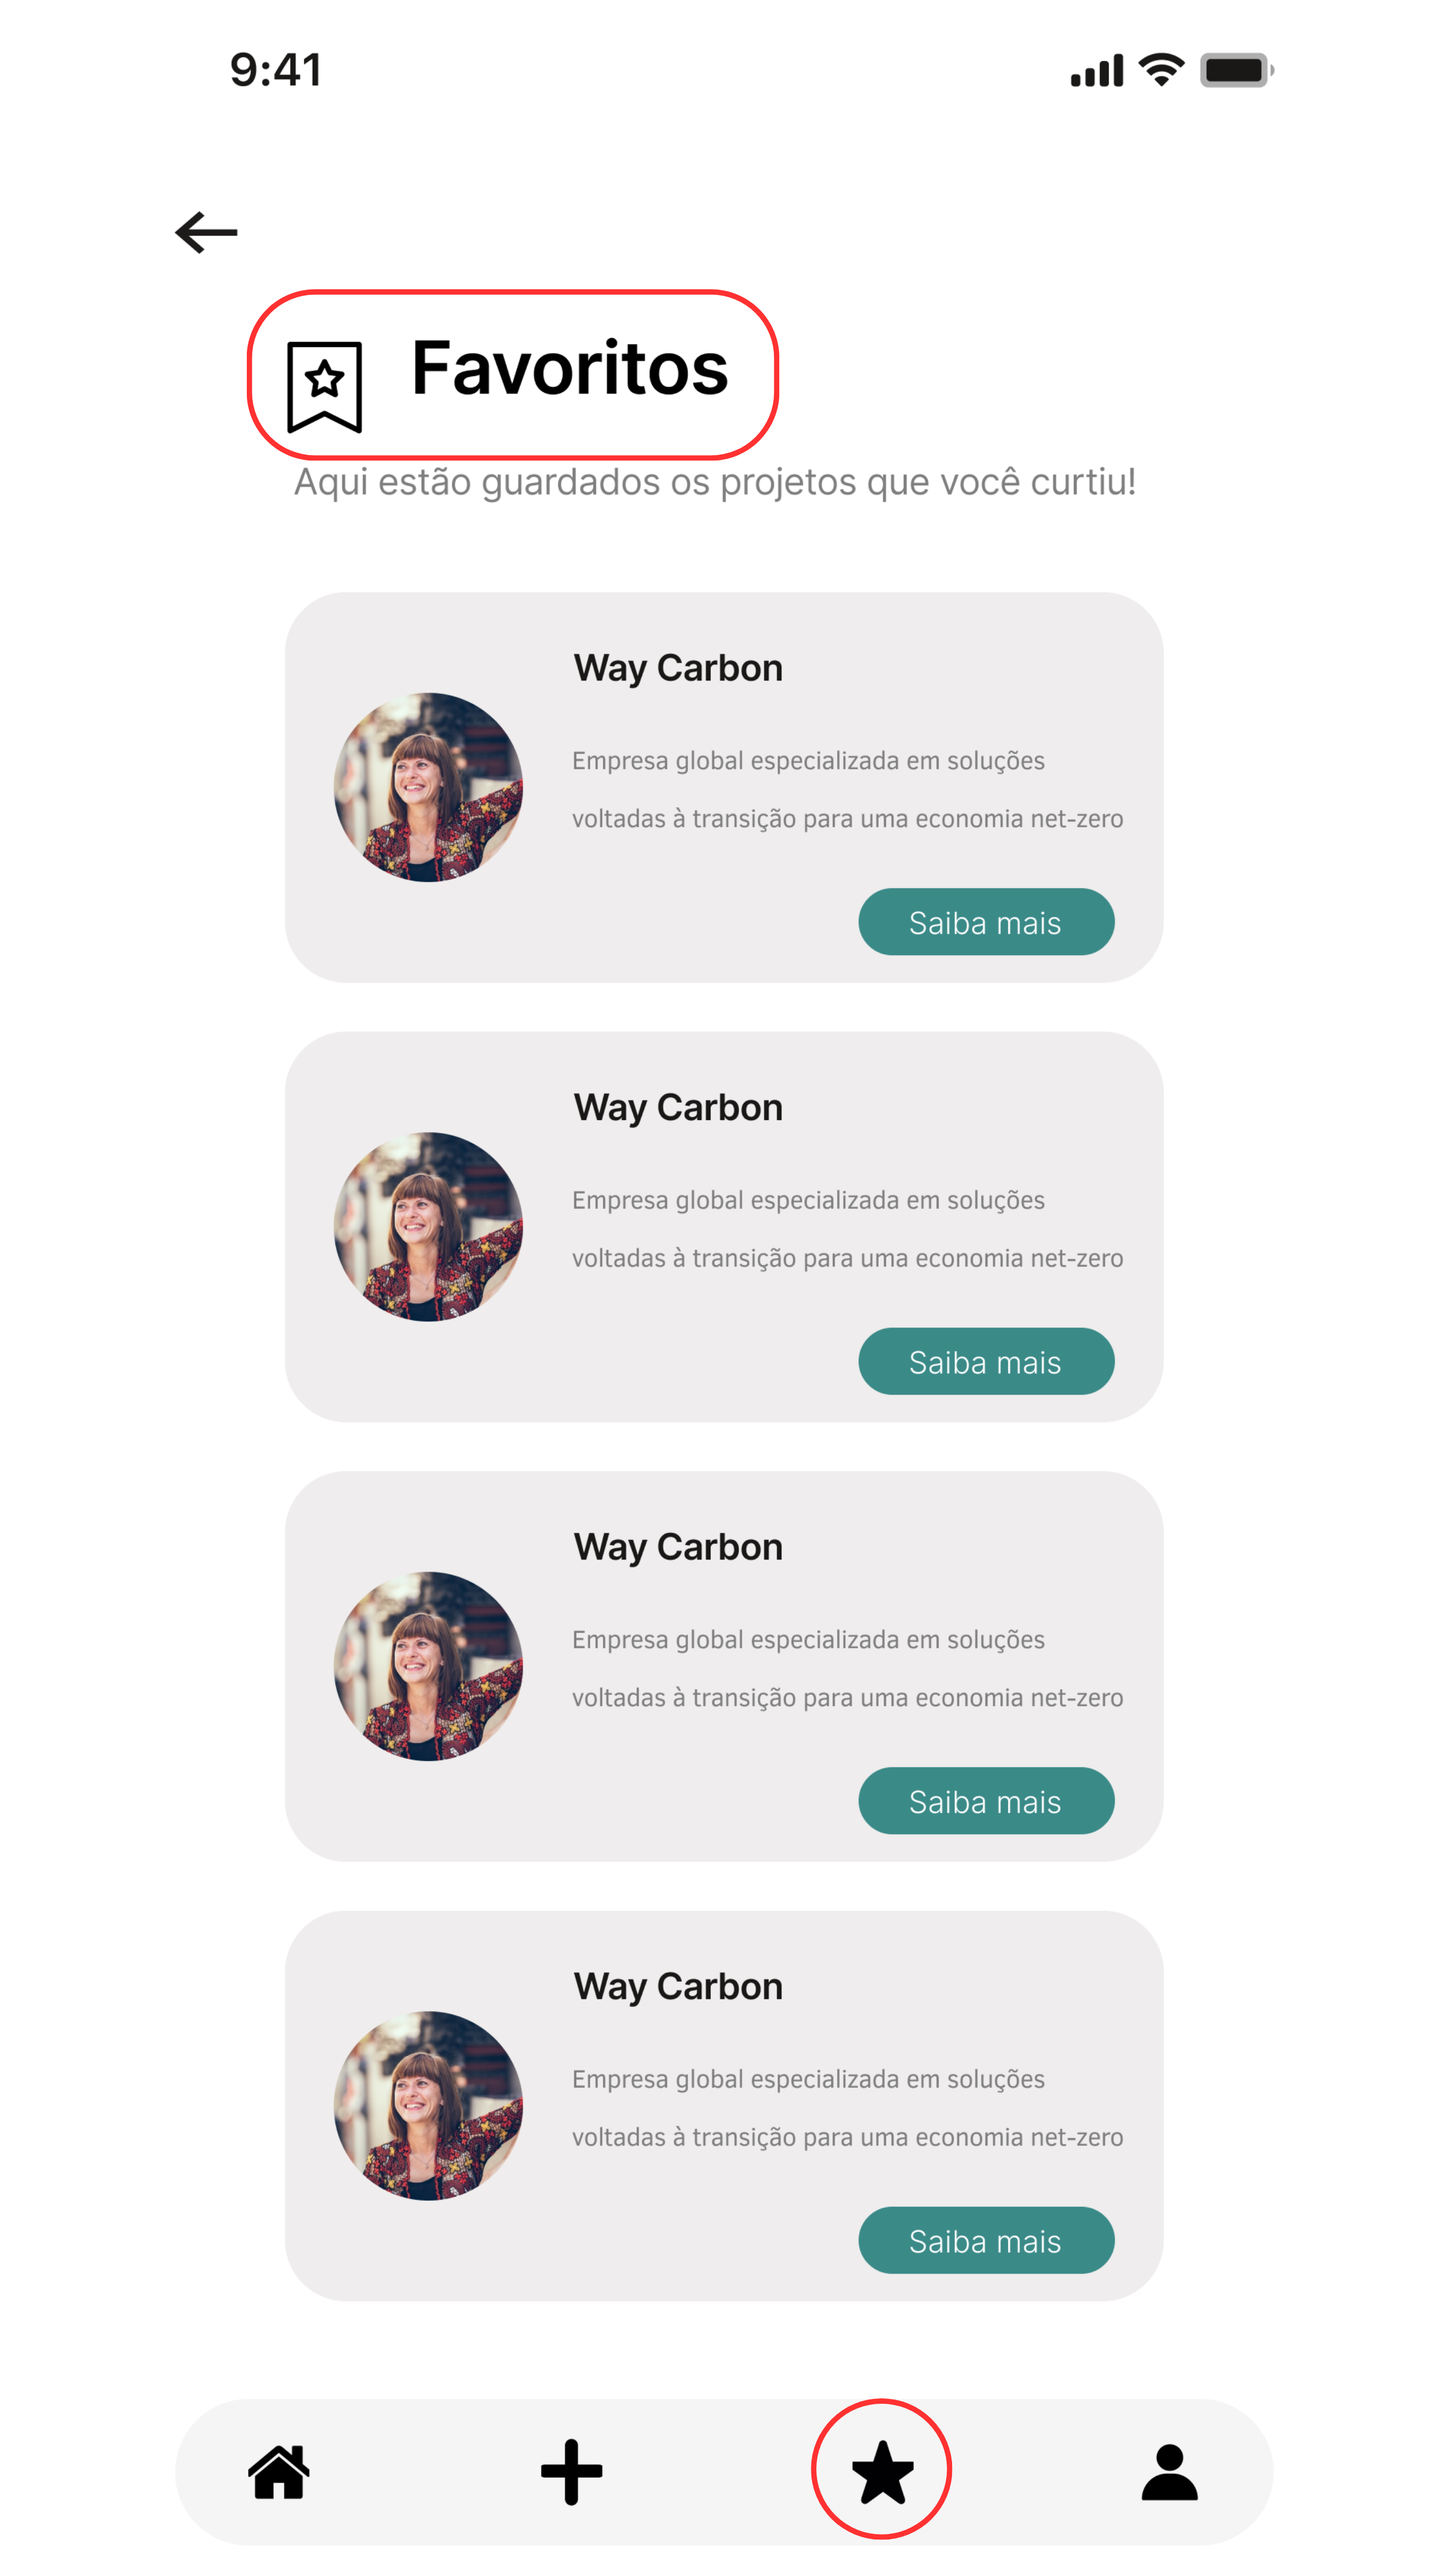 9:41
Favoritos
Aqui estão guardados os projetos que você curtiu!
Way Carbon
Empresa global especializada em soluções
voltadas à transição para uma economia net-zero
Saiba mais
Way Carbon
Empresa global especializada em soluções
voltadas à transição para uma economia net-zero
Saiba mais
Way Carbon
Empresa global especializada em soluções
voltadas à transição para uma economia net-zero
Saiba mais
Way Carbon
Empresa global especializada em soluções
voltadas à transição para uma economia net-zero
Saiba mais